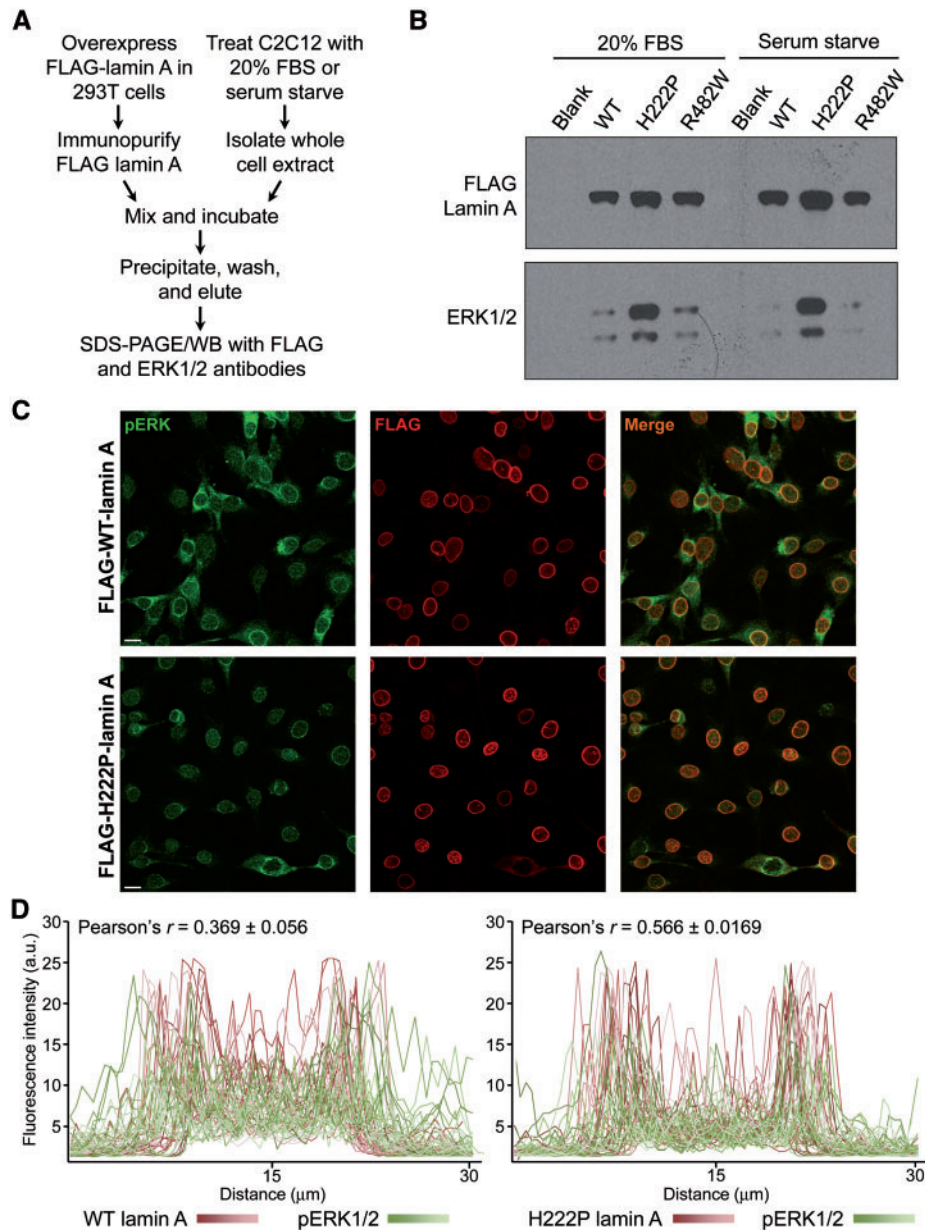 A
Overexpress
FLAG-lamin A in
293T cells
Treat C2C12 with
20% FBS or
serum starve
Immunopurify
FLAG lamin A
Isolate whole
cell extract
Mix and incubate
Precipitate, wash,
and elute
SDS-PAGE/WB with FLAG
and ERK1/2 antibodies
B
20% FBS
Serum starve
Blank
WT
H222P
R482W
Blank
WT
H222P
R482W
FLAG
Lamin A
ERK1/2
C
pERK
FLAG
Merge
FLAG-WT-lamin A
FLAG-H222P-lamin A
D
Pearson's r = 0.369 ± 0.056
Pearson's r = 0.566 ± 0.0169
Fluorescence intensity (a.u.)
30
25
20
15
10
5
15
30
Distance (μm)
30
25
20
15
10
5
15
30
Distance (μm)
WT lamin A
pERK1/2
H222P lamin A
pERK1/2